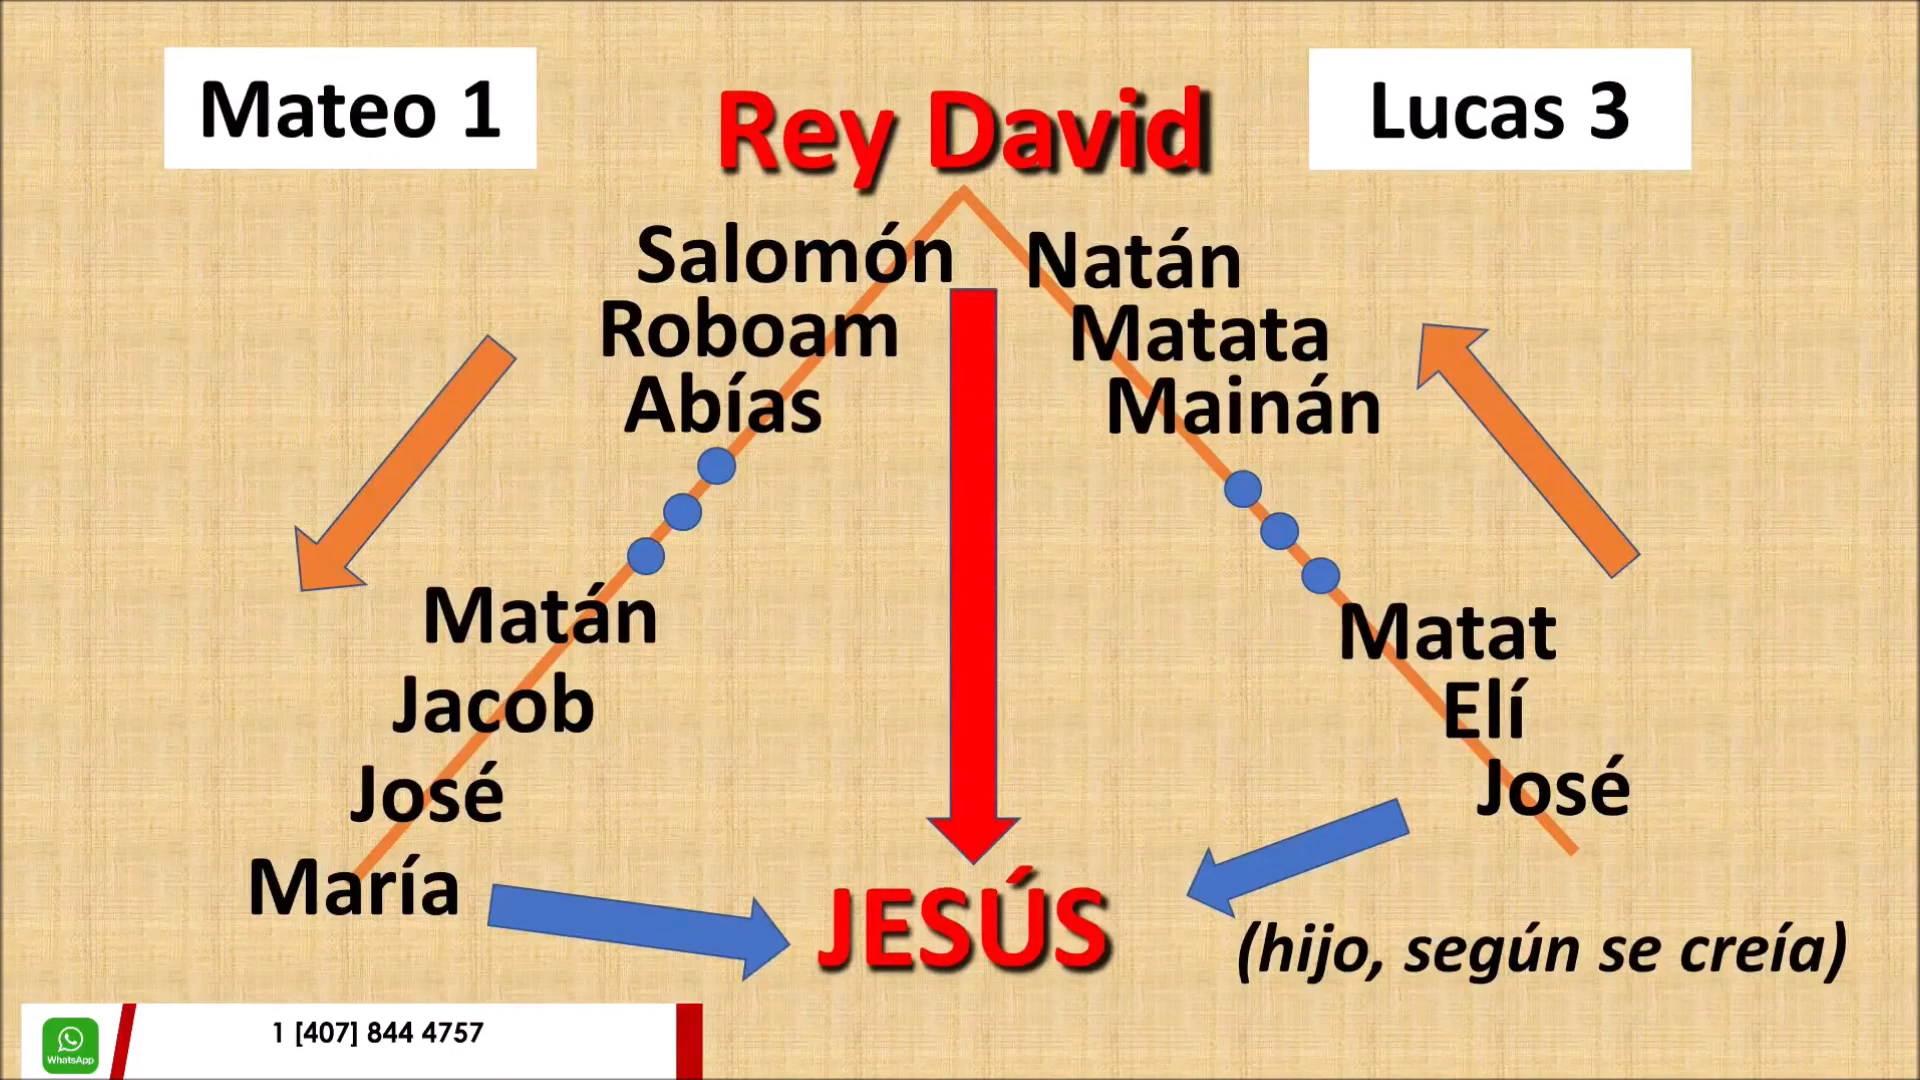 Mateo 1
Rey David
Lucas 3
Salomón
Roboam
Abías
Matán
Jacob
José
María
Natán
Matata
Mainán
Matat
Elí
José
JESÚS
(hijo, según se creía)
WhatsApp
1 [407] 844 4757